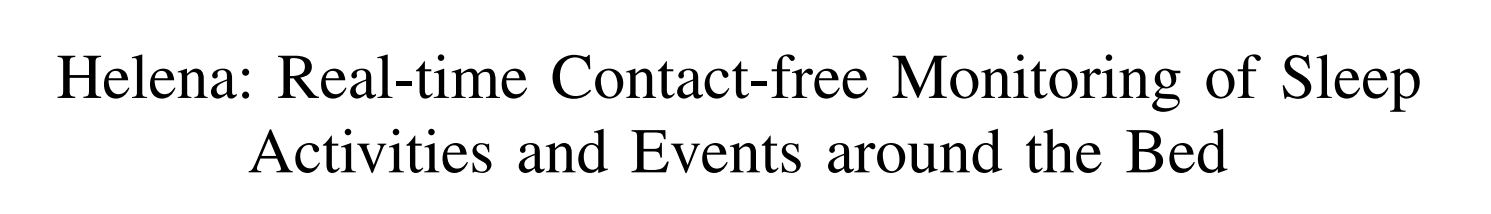 Helena: Real-time Contact-free Monitoring of Sleep
Activities and Events around the Bed